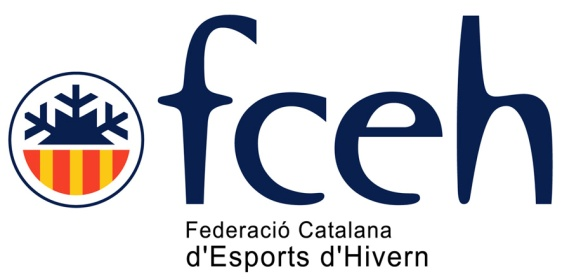 fceh
Federació Catalana
d'Esports d'Hivern